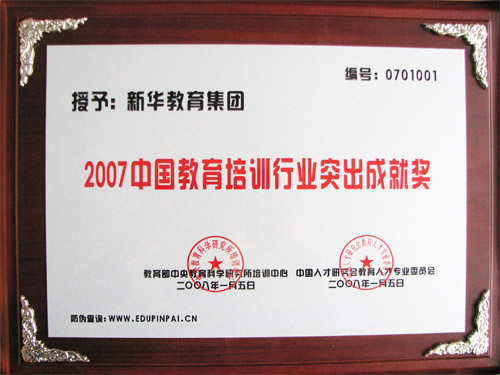 编号：0701001
授予：新华教育集团
2007中国教育培训行业突出成就奖
教育部中央教育科学研究所培训中心 中国人才研究会教育人才专业委员会
二〇〇八年一月五日 二〇〇八年一月五日
防伪查询：WWW.EDUPINPAI.CN